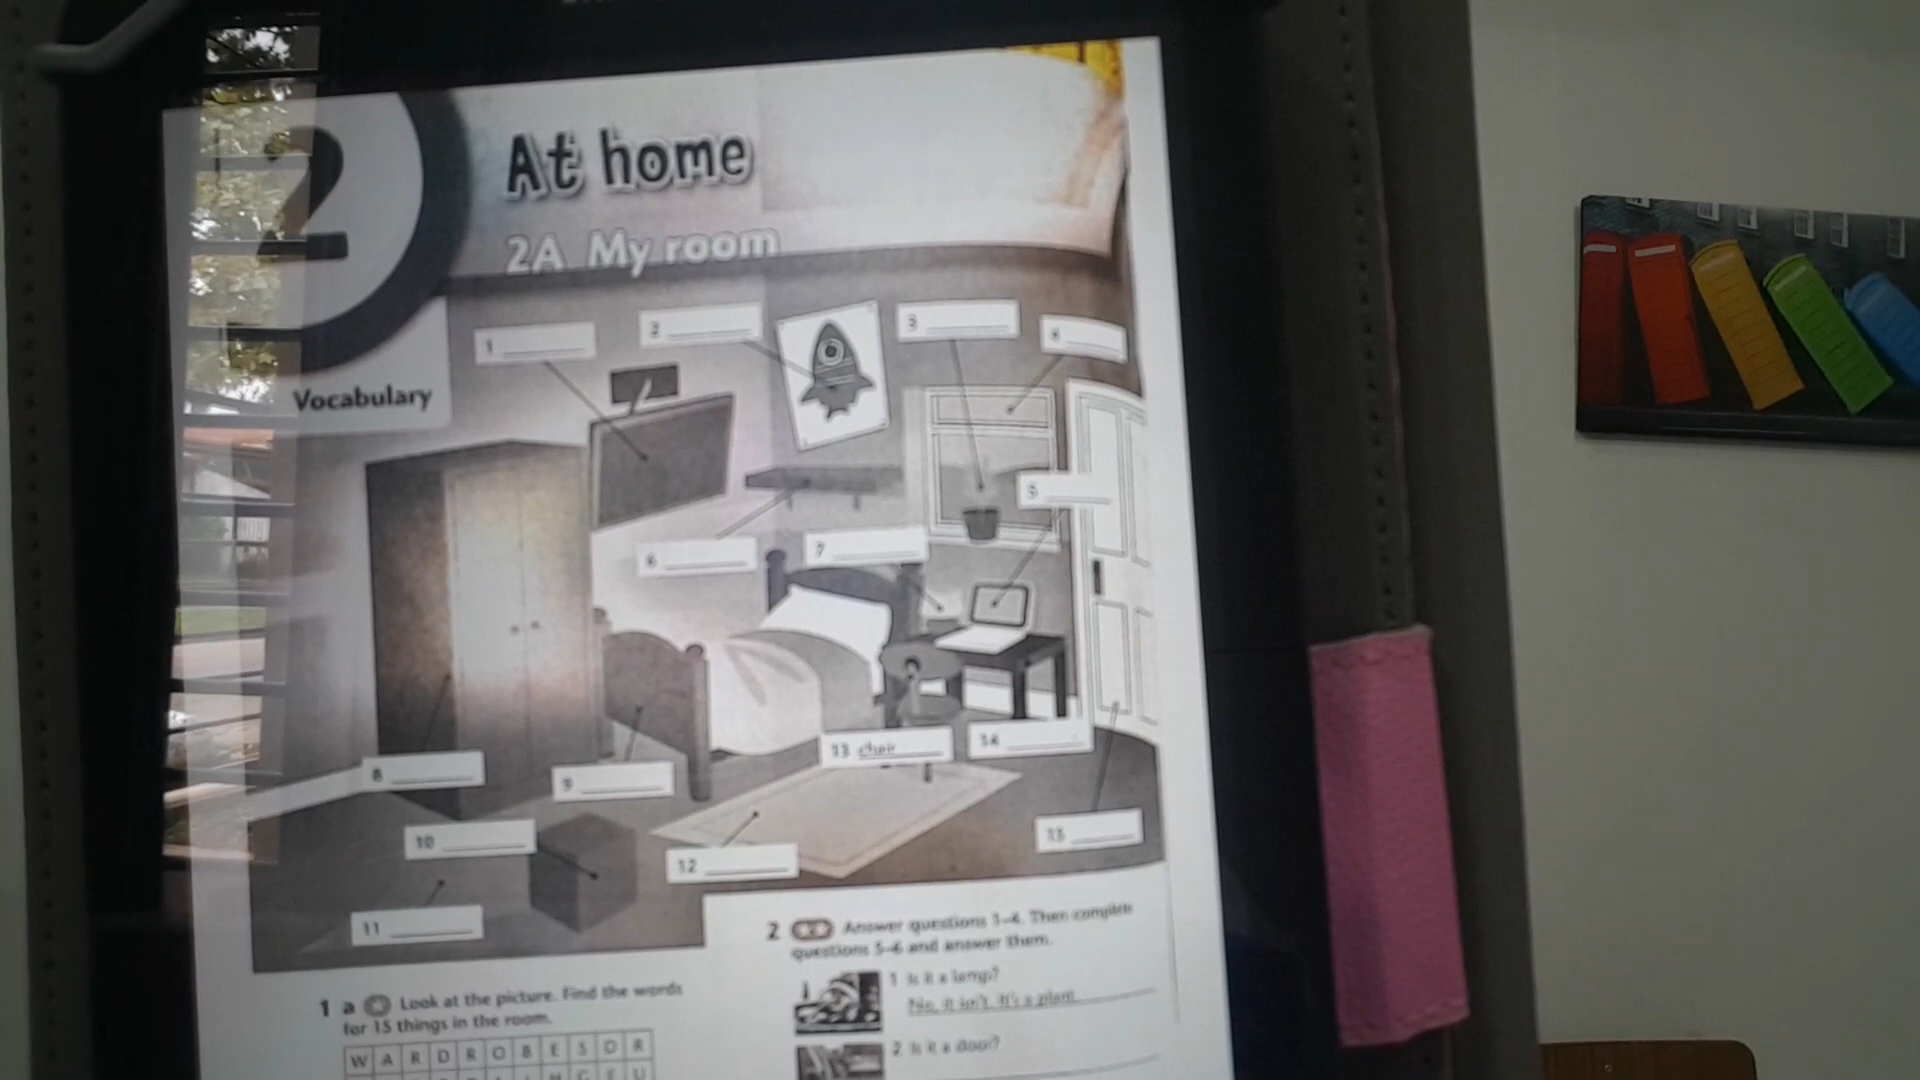 2
At home
2A My room
Vocabulary
1
2
3
4
5
6
7
8
9
10
11
12
13 chair
14
15
1 a Look at the picture. Find the words
for 15 things in the room.
W A R D R O B E S D R
2 Answer questions 1–4. Then complete
questions 5–6 and answer them.
1 Is it a lamp?
No, it isn't. It's a plant.
2 Is it a door?